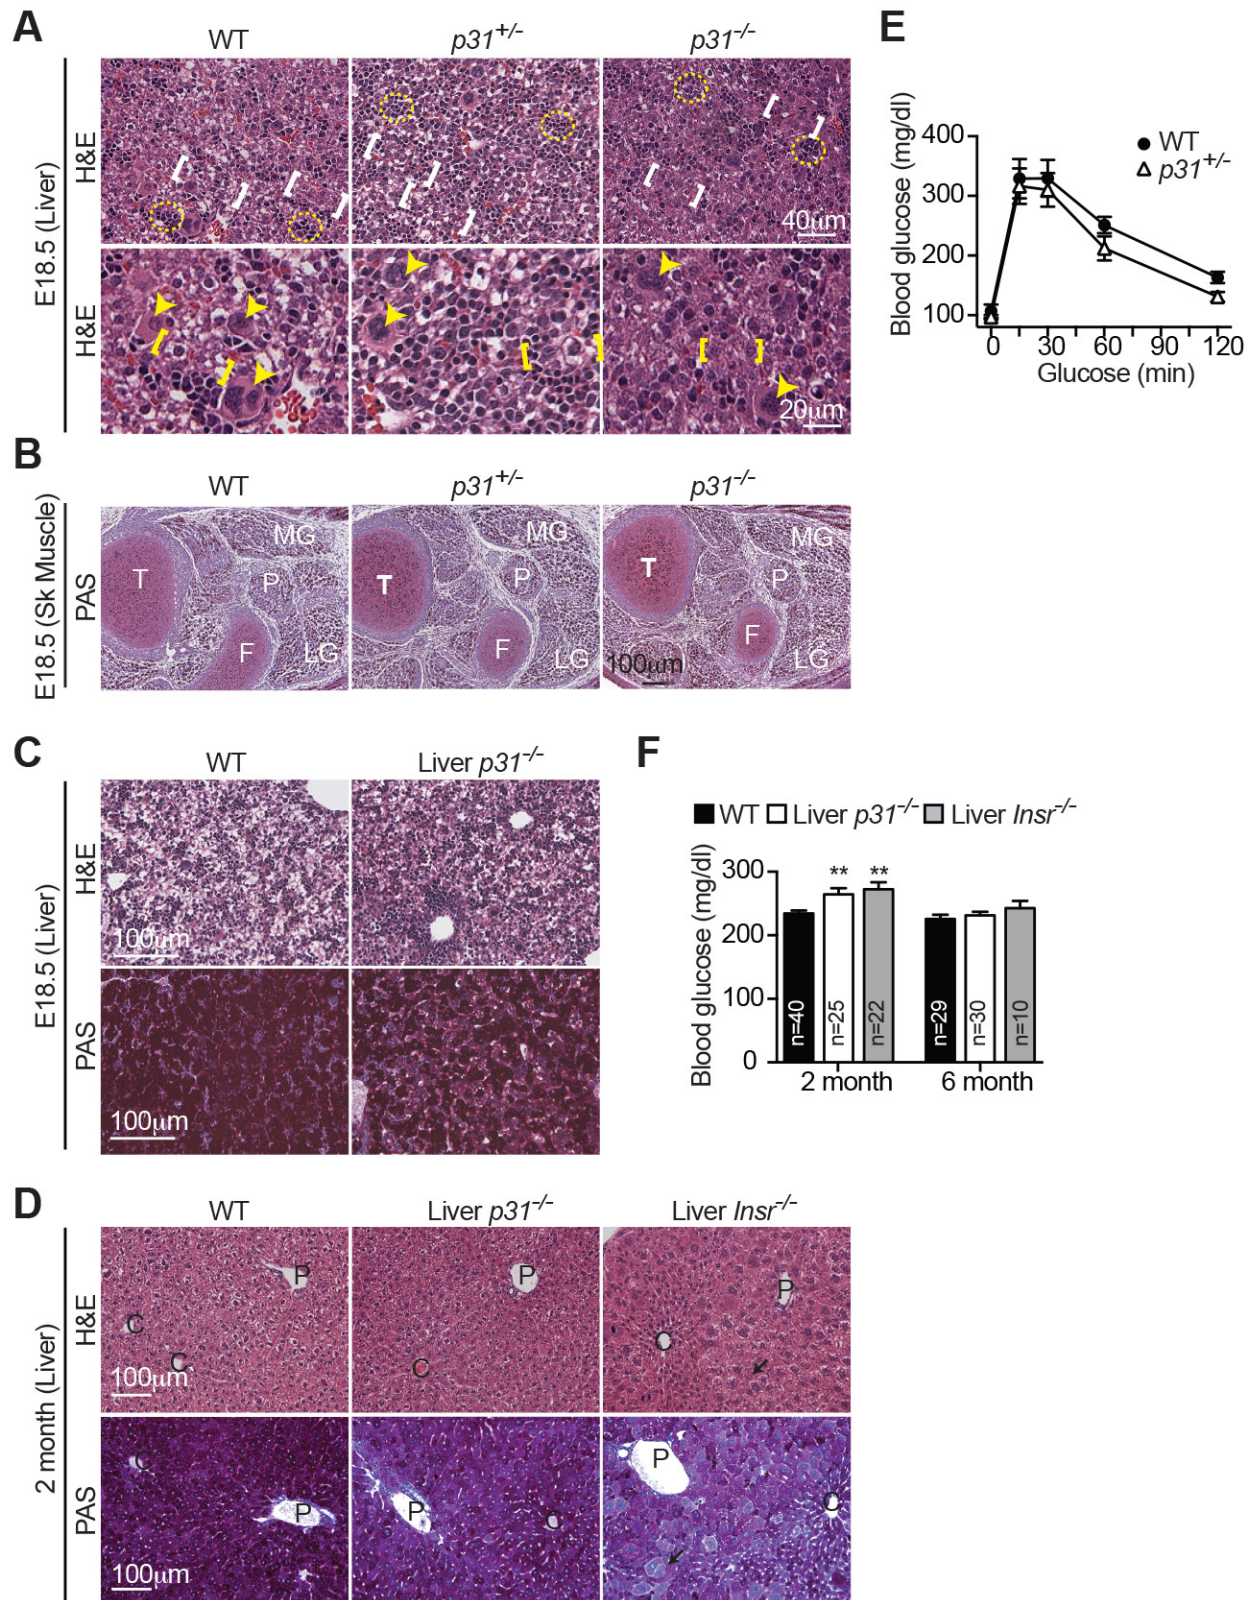 A
WT
p31+/-
p31-/-
E18.5 (Liver)
H&E
40µm
H&E
20µm
B
WT
p31+/-
p31-/-
E18.5 (Sk Muscle)
PAS
T
MG
P
F
LG
T
MG
P
F
LG
T
MG
P
F
LG
100µm
C
WT
Liver p31-/-
E18.5 (Liver)
H&E
100µm
PAS
100µm
D
WT
Liver p31-/-
Liver Insr-/-
2 month (Liver)
H&E
P
C
C
100µm
P
C
P
C
PAS
C
P
100µm
P
C
P
C
E
Blood glucose (mg/dl)
400
300
200
100
WT
p31+/-
0 30 60 90 120
Glucose (min)
F
WT Liver p31-/- Liver Insr-/-
Blood glucose (mg/dl)
300
200
100
0
** **
n=40 n=25 n=22 n=29 n=30 n=10
2 month 6 month